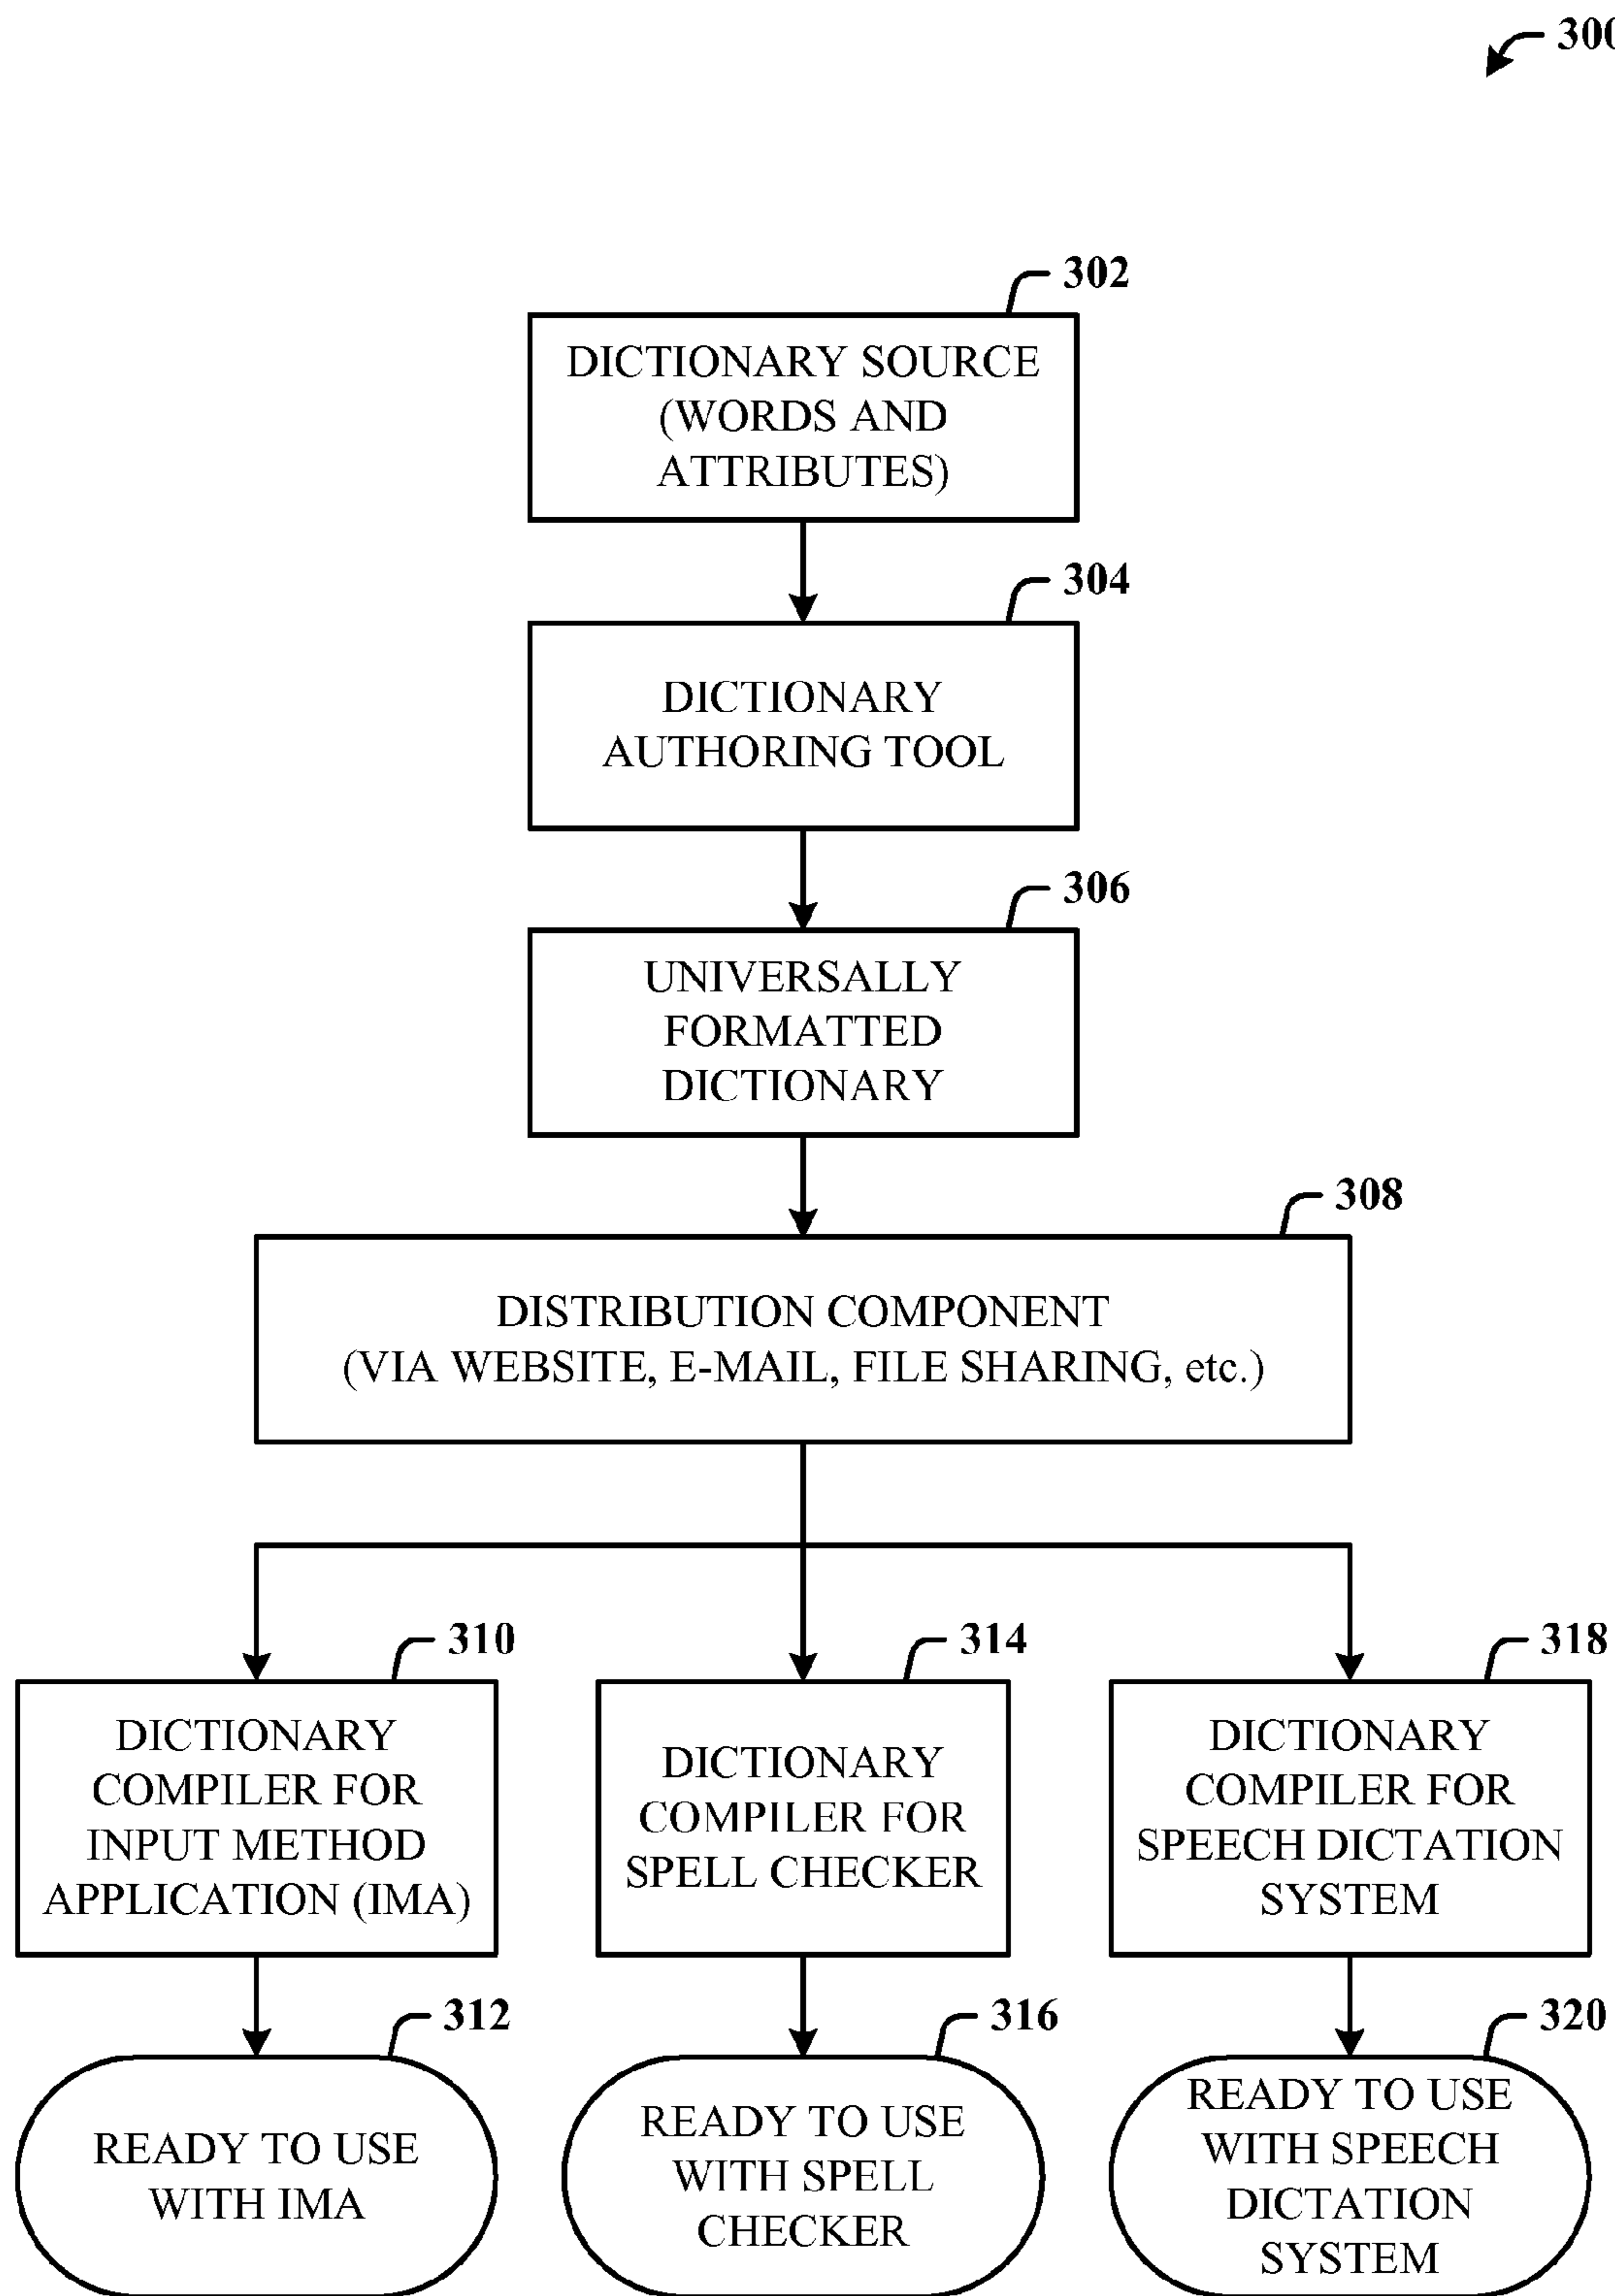 300
302
DICTIONARY SOURCE
(WORDS AND
ATTRIBUTES)
304
DICTIONARY
AUTHORING TOOL
306
UNIVERSALLY
FORMATTED
DICTIONARY
308
DISTRIBUTION COMPONENT
(VIA WEBSITE, E-MAIL, FILE SHARING, etc.)
310
DICTIONARY
COMPILER FOR
INPUT METHOD
APPLICATION (IMA)
314
DICTIONARY
COMPILER FOR
SPELL CHECKER
318
DICTIONARY
COMPILER FOR
SPEECH DICTATION
SYSTEM
312
READY TO USE
WITH IMA
316
READY TO USE
WITH SPELL
CHECKER
320
READY TO USE
WITH SPEECH
DICTATION
SYSTEM